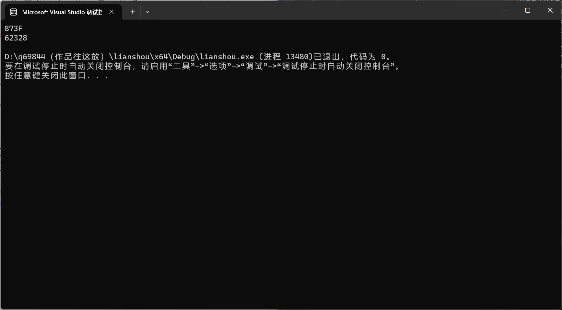 Microsoft Visual Studio 调试控
873F
62328
D:\q69844（作品往这放）\lianshou\x64\Debug\lianshou.exe (进程 13480)已退出，代码为 0。
要在调试停止时自动关闭控制台，请启用“工具”->“选项”->“调试”->“调试停止时自动关闭控制台”。
按任意键关闭此窗口. . .